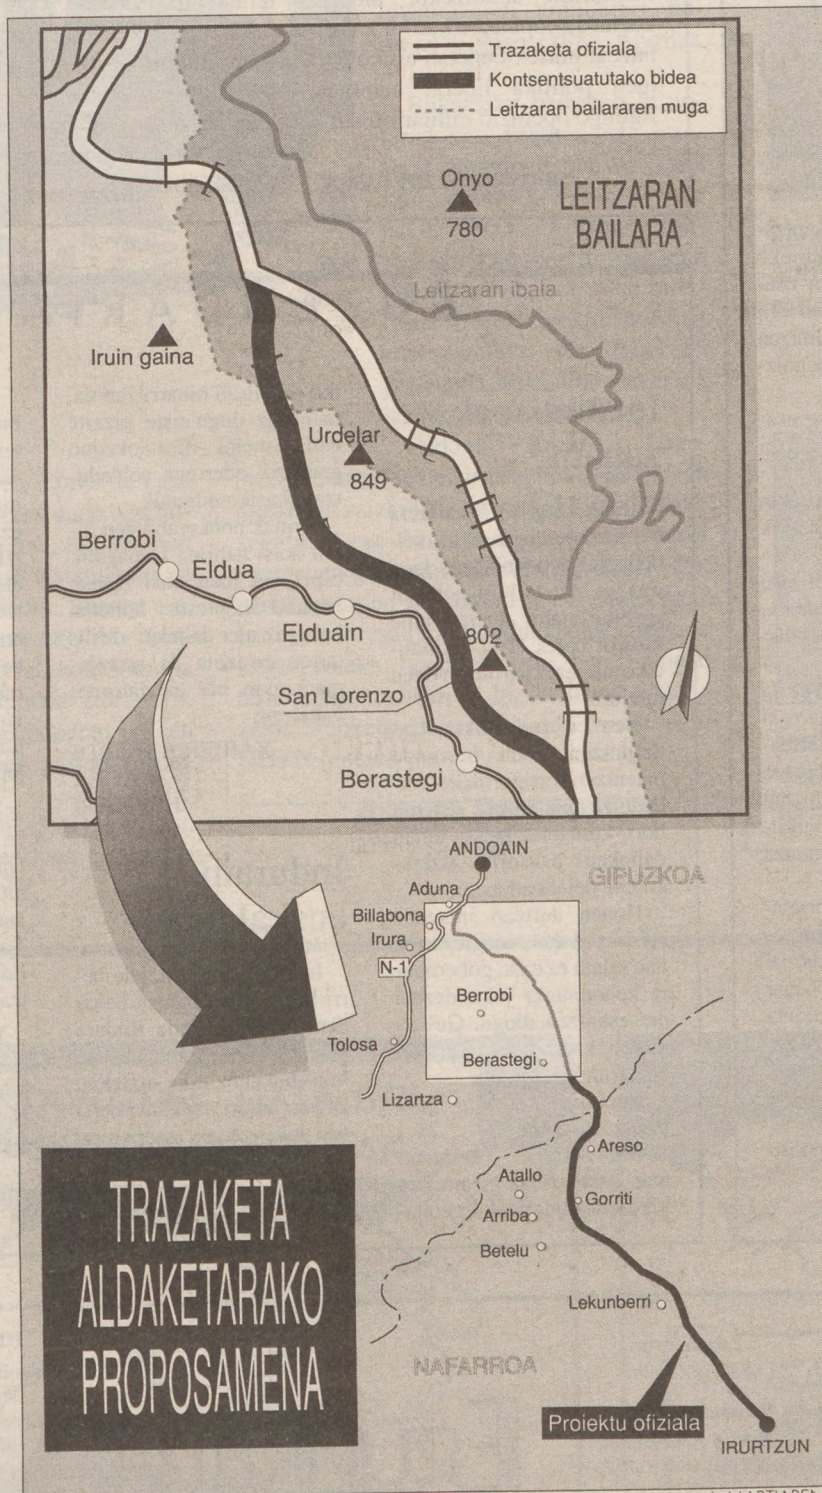 Trazaketa ofiziala
Kontsentsuatutako bidea
Leitzaran bailararen muga
Onyo
780
LEITZARAN
BAILARA
Leitzaran ibaia
Iruin gaina
Urdelar
849
Berrobi
Eldua
Elduain
802
San Lorenzo
Berastegi
ANDOAIN
GIPUZKOA
Aduna
Billabona
Irura
N-1
Berrobi
Tolosa
Berastegi
Lizartza
Areso
Atallo
Gorriti
Arriba
Betelu
Lekunberri
NAFARROA
Proiektu ofiziala
IRURTZUN
TRAZAKETA
ALDAKETARAKO
PROPOSAMENA